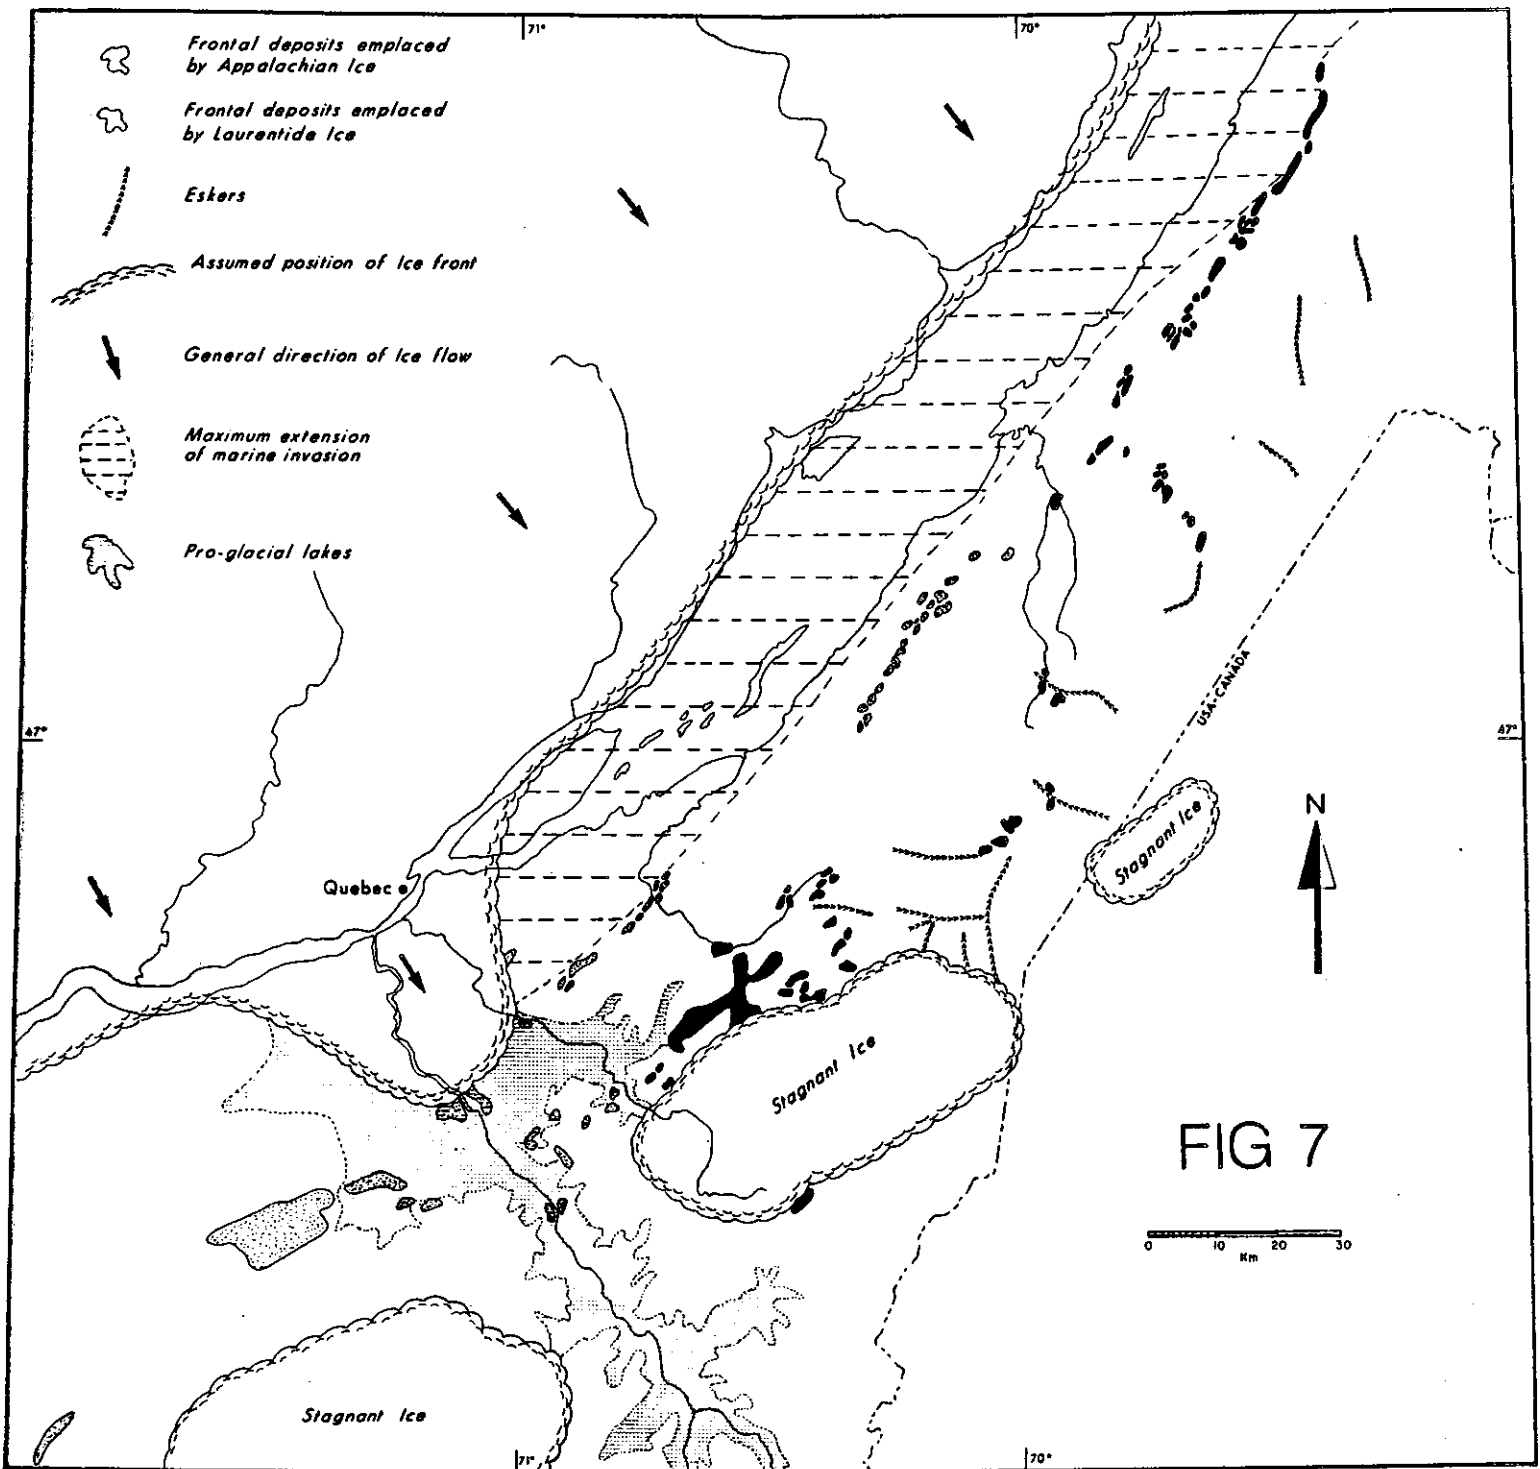 71°
70°
Frontal deposits emplaced
by Appalachian Ice
Frontal deposits emplaced
by Laurentide Ice
Eskers
Assumed position of Ice front
General direction of Ice flow
Maximum extension
of marine invasion
Pro-glacial lakes
USA-CANADA
47°
47°
Stagnant Ice
N
Quebec
Stagnant Ice
FIG 7
0 10 20 30
Km
Stagnant Ice
71°
70°